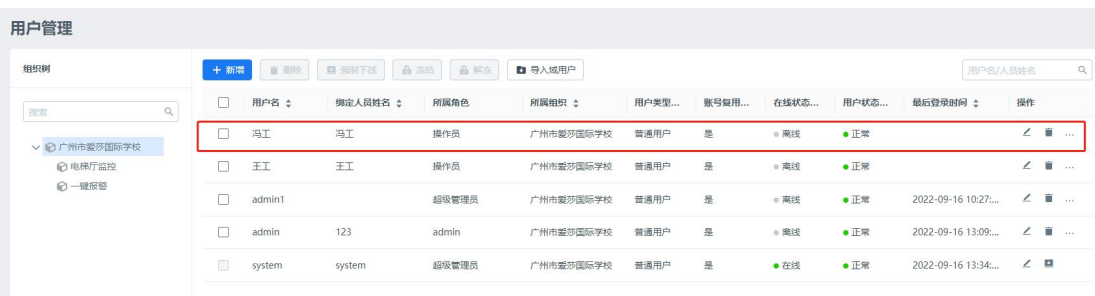 用户管理
组织树
搜索
广州市爱莎国际学校
电梯厅监控
一键报警
+ 新增 删除 强制下线 冻结 解冻 导入域用户 用户名/人员姓名
用户名 绑定人员姓名 所属角色 所属组织 用户类型... 账号复用... 在线状态... 用户状态... 最后登录时间 操作
冯工 冯工 操作员 广州市爱莎国际学校 普通用户 是 离线 正常 ...
王工 王工 操作员 广州市爱莎国际学校 普通用户 是 离线 正常 ...
admin1 超级管理员 广州市爱莎国际学校 普通用户 是 离线 正常 2022-09-16 10:27:... ...
admin 123 admin 广州市爱莎国际学校 普通用户 是 离线 正常 2022-09-16 13:09:... ...
system system 超级管理员 广州市爱莎国际学校 普通用户 是 在线 正常 2022-09-16 13:34:...